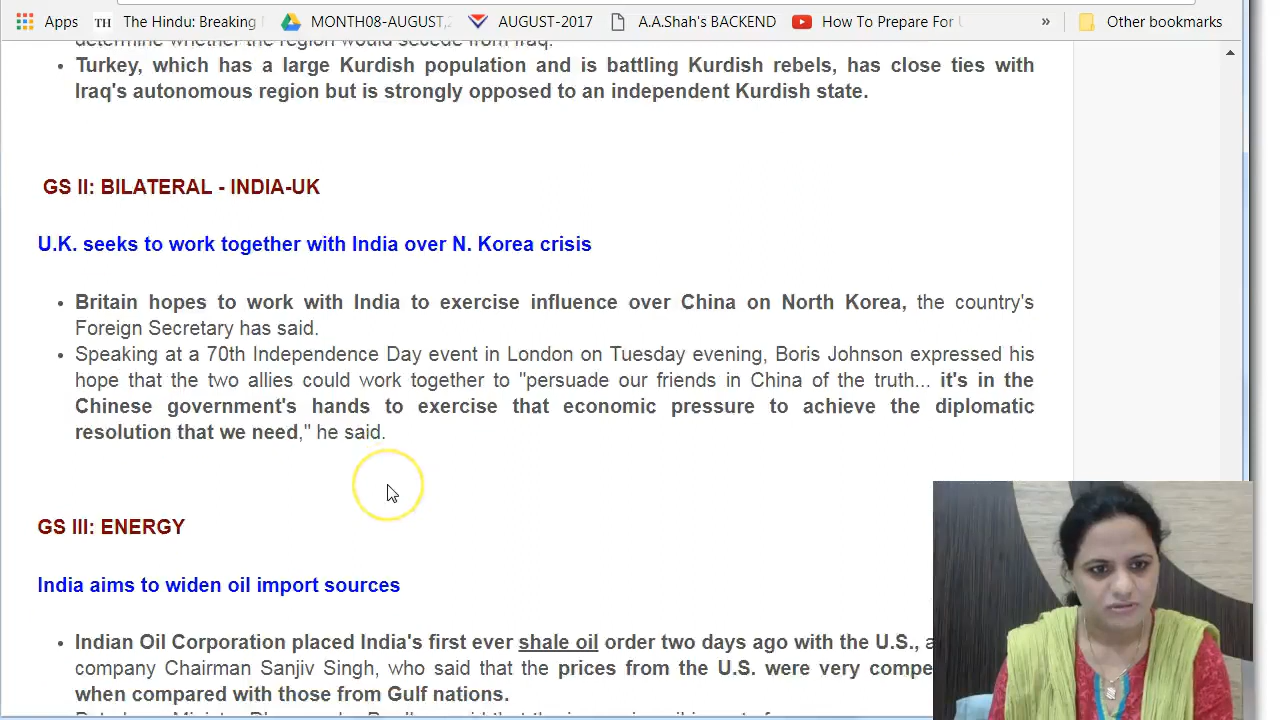 Apps TH The Hindu: Breaking MONTH08-AUGUST, AUGUST-2017 A.A.Shah's BACKEND How To Prepare For » Other bookmarks
determine whether the region would secede from Iraq.
• Turkey, which has a large Kurdish population and is battling Kurdish rebels, has close ties with
Iraq's autonomous region but is strongly opposed to an independent Kurdish state.
GS II: BILATERAL - INDIA-UK
U.K. seeks to work together with India over N. Korea crisis
• Britain hopes to work with India to exercise influence over China on North Korea, the country's
Foreign Secretary has said.
• Speaking at a 70th Independence Day event in London on Tuesday evening, Boris Johnson expressed his
hope that the two allies could work together to "persuade our friends in China of the truth... it's in the
Chinese government's hands to exercise that economic pressure to achieve the diplomatic
resolution that we need," he said.
GS III: ENERGY
India aims to widen oil import sources
• Indian Oil Corporation placed India's first ever shale oil order two days ago with the U.S.,
company Chairman Sanjiv Singh, who said that the prices from the U.S. were very
when compared with those from Gulf nations.